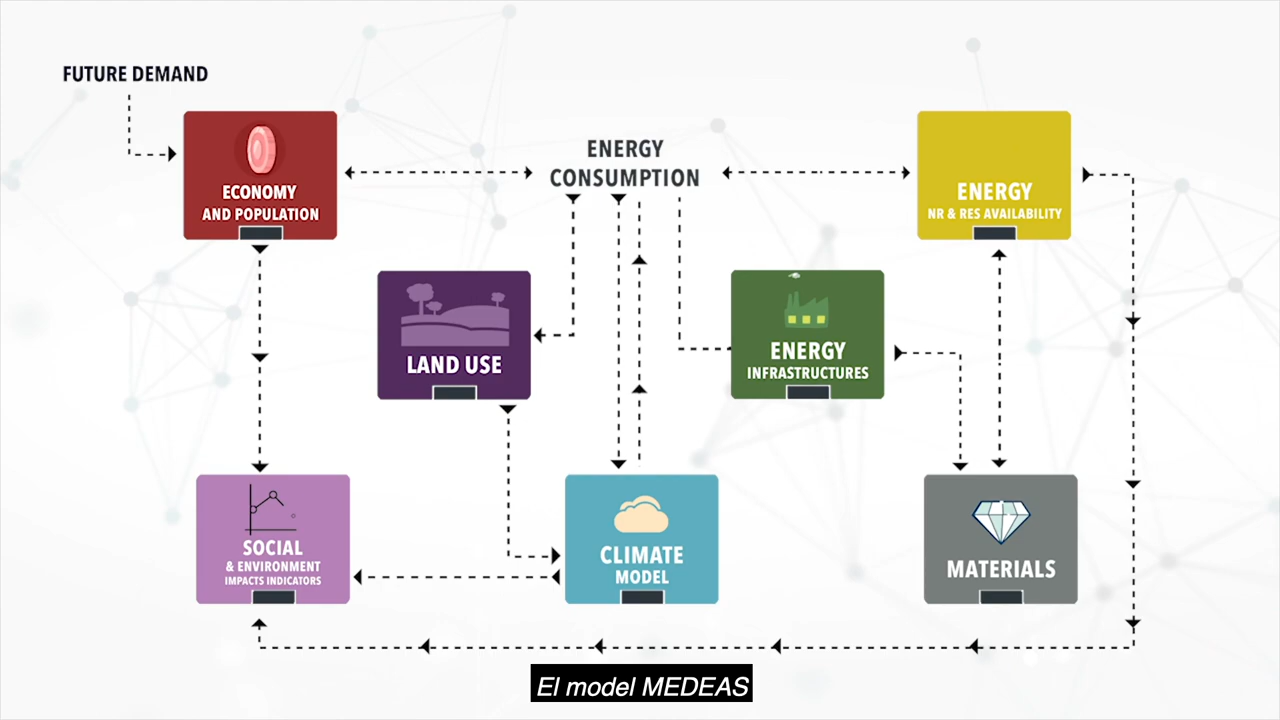 FUTURE DEMAND
ECONOMY
AND POPULATION
ENERGY
CONSUMPTION
ENERGY
NR & RES AVAILABILITY
LAND USE
ENERGY
INFRASTRUCTURES
SOCIAL
& ENVIRONMENT
IMPACTS INDICATORS
CLIMATE
MODEL
MATERIALS
El model MEDEAS